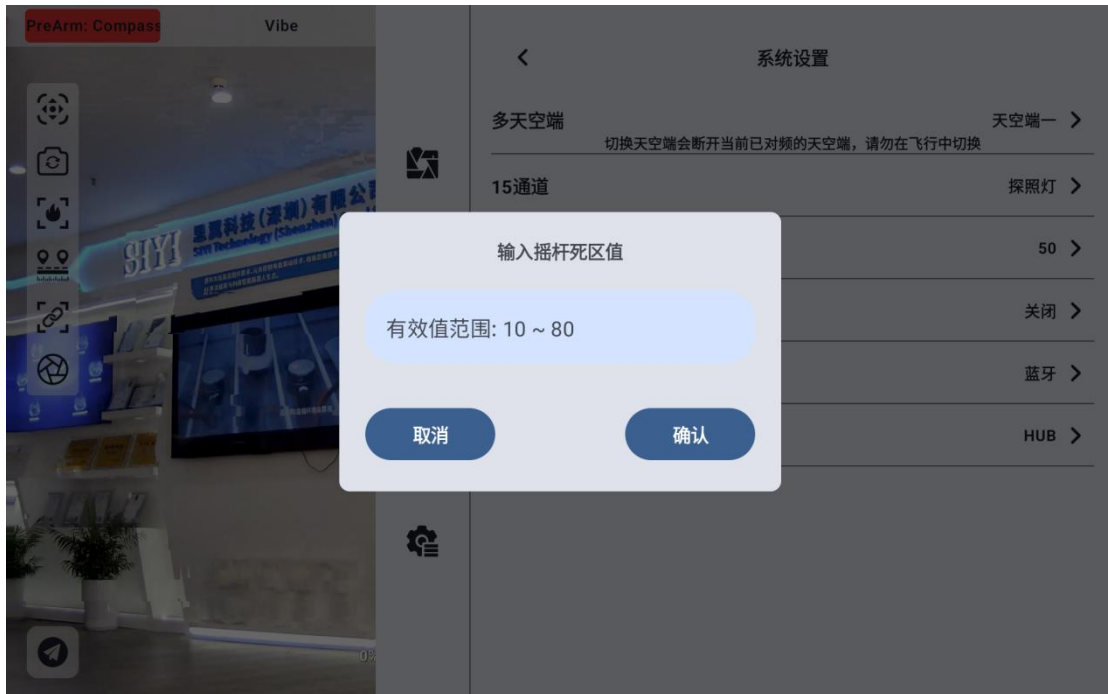 PreArm: Compass
Vibe
系统设置
多天空端
天空端一
切换天空端会断开当前已对频的天空端，请勿在飞行中切换
15通道
探照灯
思翼科技(深圳)有限公司
SIYI
SIYI Technology (Shenzhen)
输入摇杆死区值
50
有效值范围: 10 ~ 80
关闭
蓝牙
取消
确认
HUB
0%